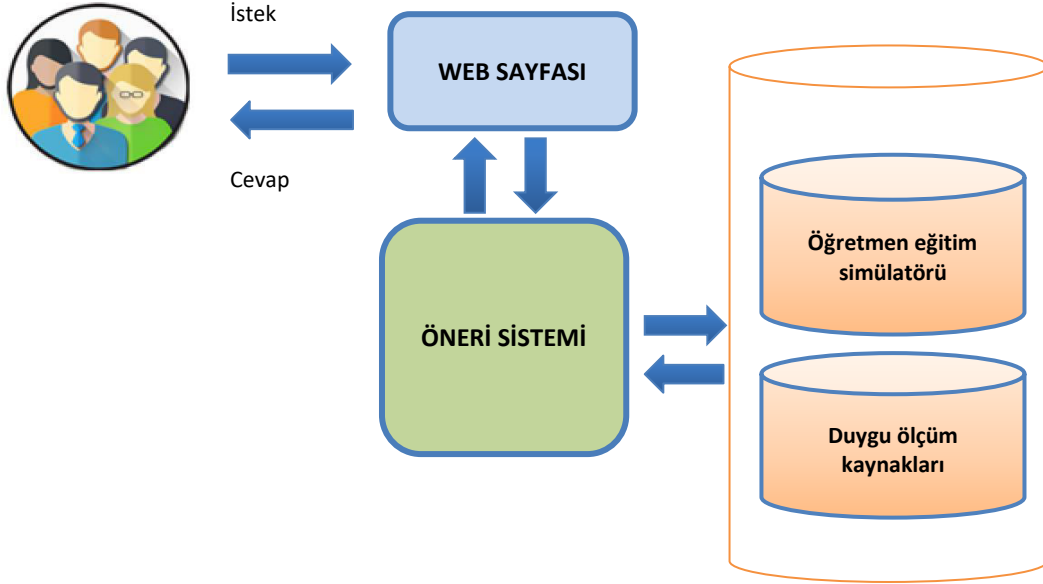 İstek
WEB SAYFASI
Cevap
Öğretmen eğitim
simülatörü
ÖNERİ SİSTEMİ
Duygu ölçüm
kaynakları